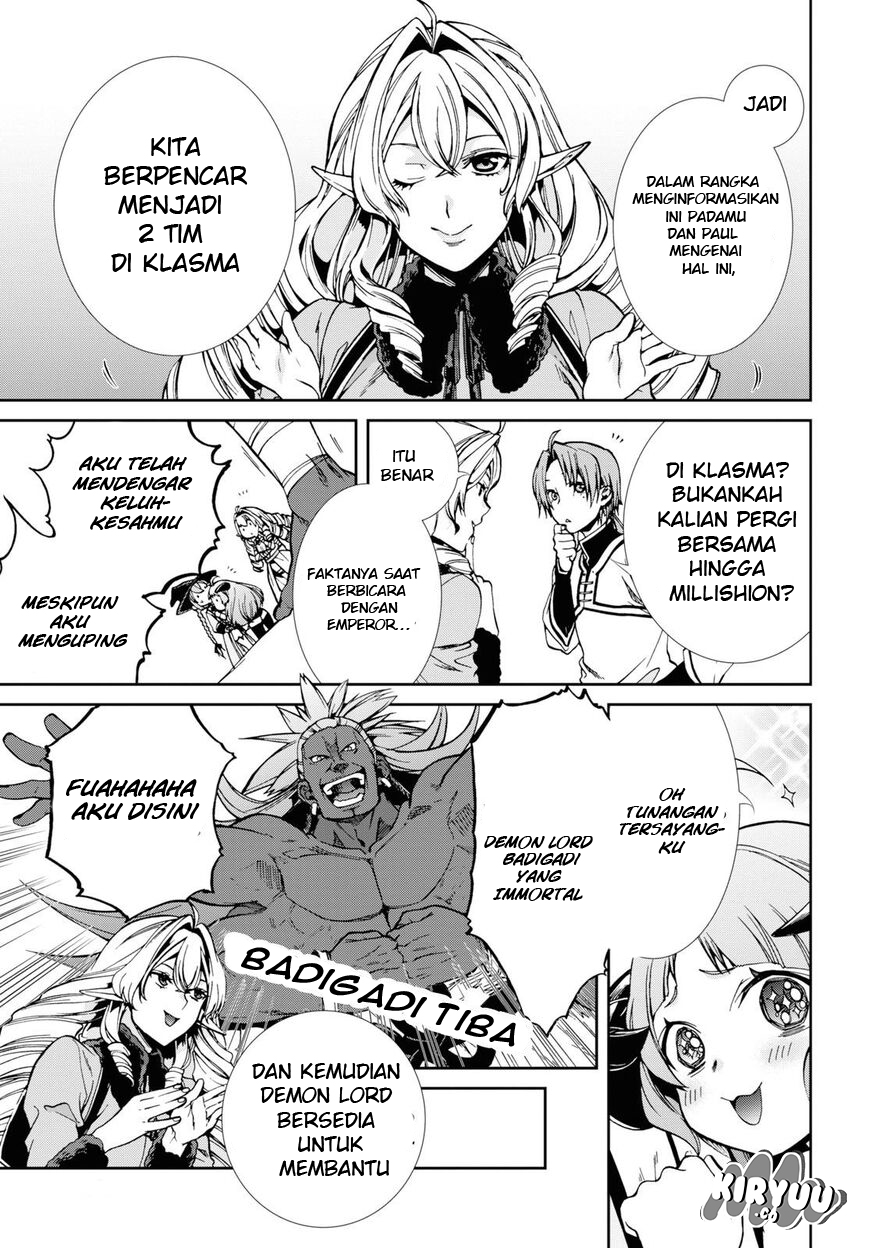 JADI
DALAM RANGKA
MENGINFORMASIKAN
INI PADAMU
DAN PAUL
MENGENAI
HAL INI,
KITA
BERPENCAR
MENJADI
2 TIM
DI KLASMA
DI KLASMA?
BUKANKAH
KALIAN PERGI
BERSAMA
HINGGA
MILLISHION?
ITU
BENAR
FAKTANYA SAAT
BERBICARA
DENGAN
EMPEROR...
AKU TELAH
MENDENGAR
KELUH-
KESAHMU
MESKIPUN
AKU
MENGUPING
OH
TUNANGAN
TERSAYANG-
KU
DEMON LORD
BADIGADI
YANG
IMMORTAL
FUAHAHAHA
AKU DISINI
BADIGADI TIBA
DAN KEMUDIAN
DEMON LORD
BERSEDIA
UNTUK
MEMBANTU
KIRYUU
.CO